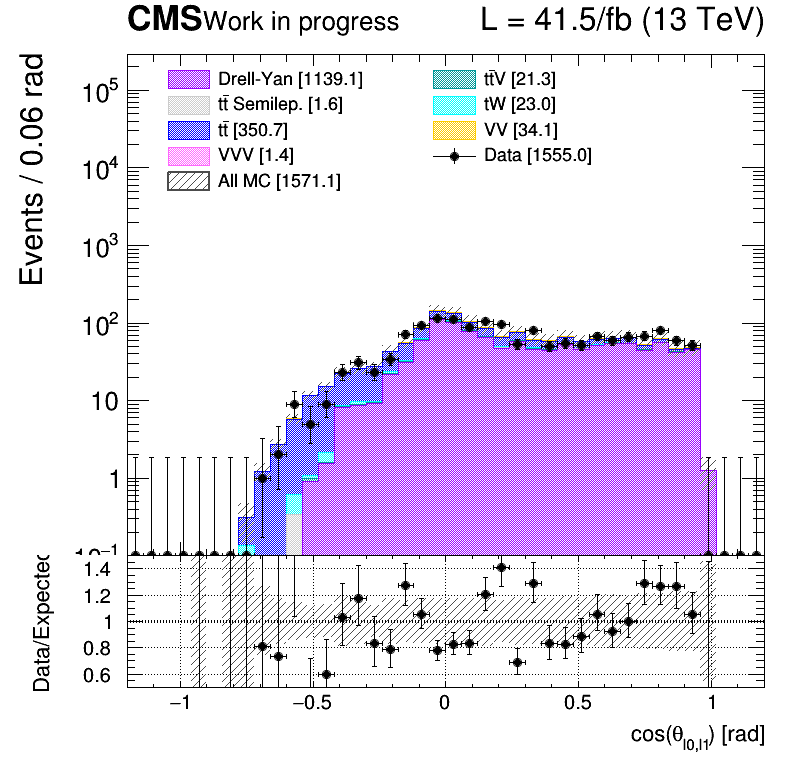 CMS Work in progress L = 41.5/fb (13 TeV)
Events / 0.06 rad
Drell-Yan [1139.1]
tt̄ Semilep. [1.6]
tt̄ [350.7]
VVV [1.4]
All MC [1571.1]
tt̄V [21.3]
tW [23.0]
VV [34.1]
Data [1555.0]
10⁵
10⁴
10³
10²
10
1
10⁻¹
Data/Expected
1.4
1.2
1
0.8
0.6
−1 −0.5 0 0.5 1
cos(θ_l0,l1) [rad]